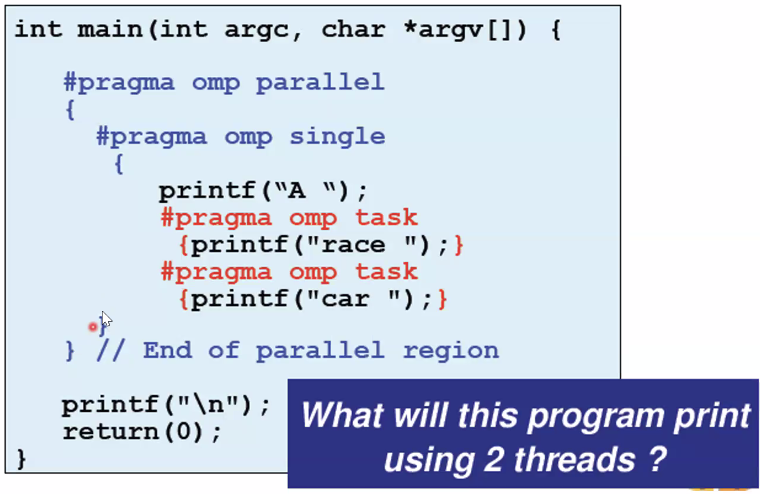 int main(int argc, char *argv[]) {
#pragma omp parallel
{
#pragma omp single
{
printf(“A “);
#pragma omp task
{printf("race ");}
#pragma omp task
{printf("car ");}
}
} // End of parallel region
printf("\n");
return(0);
}
What will this program print
using 2 threads ?